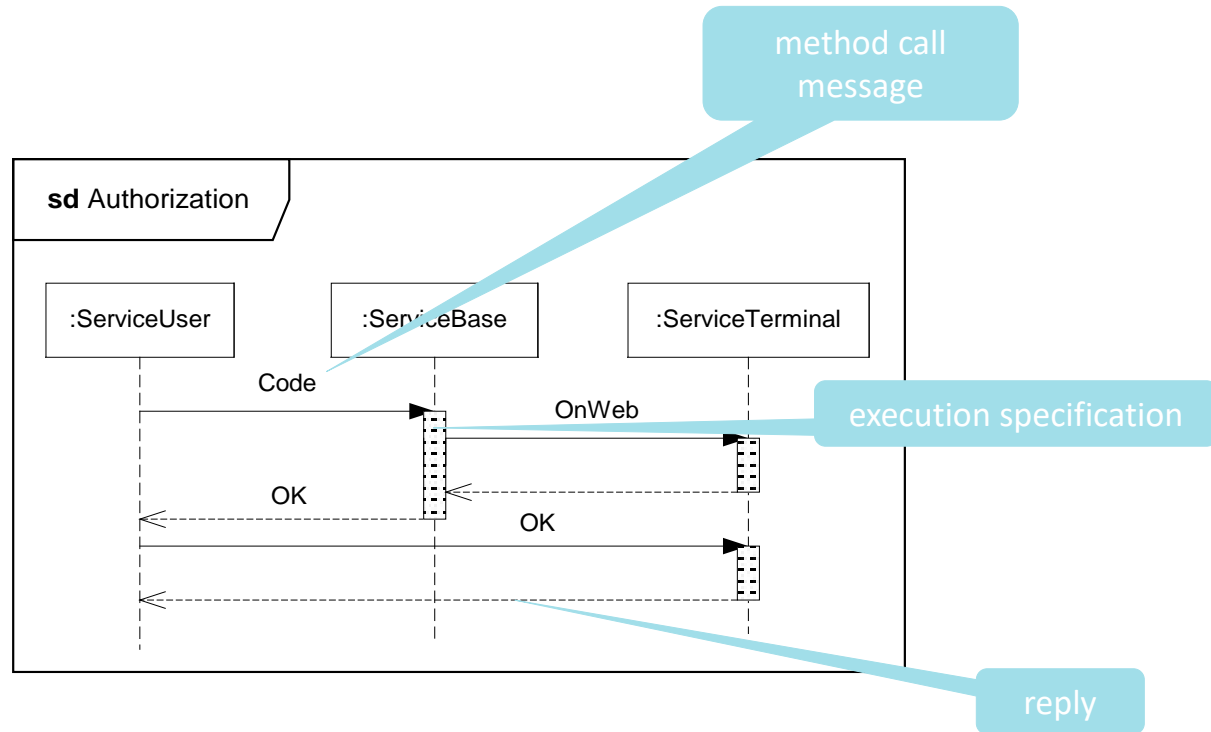 method call
message
sd Authorization
:ServiceUser
:ServiceBase
:ServiceTerminal
Code
OnWeb
execution specification
OK
OK
reply